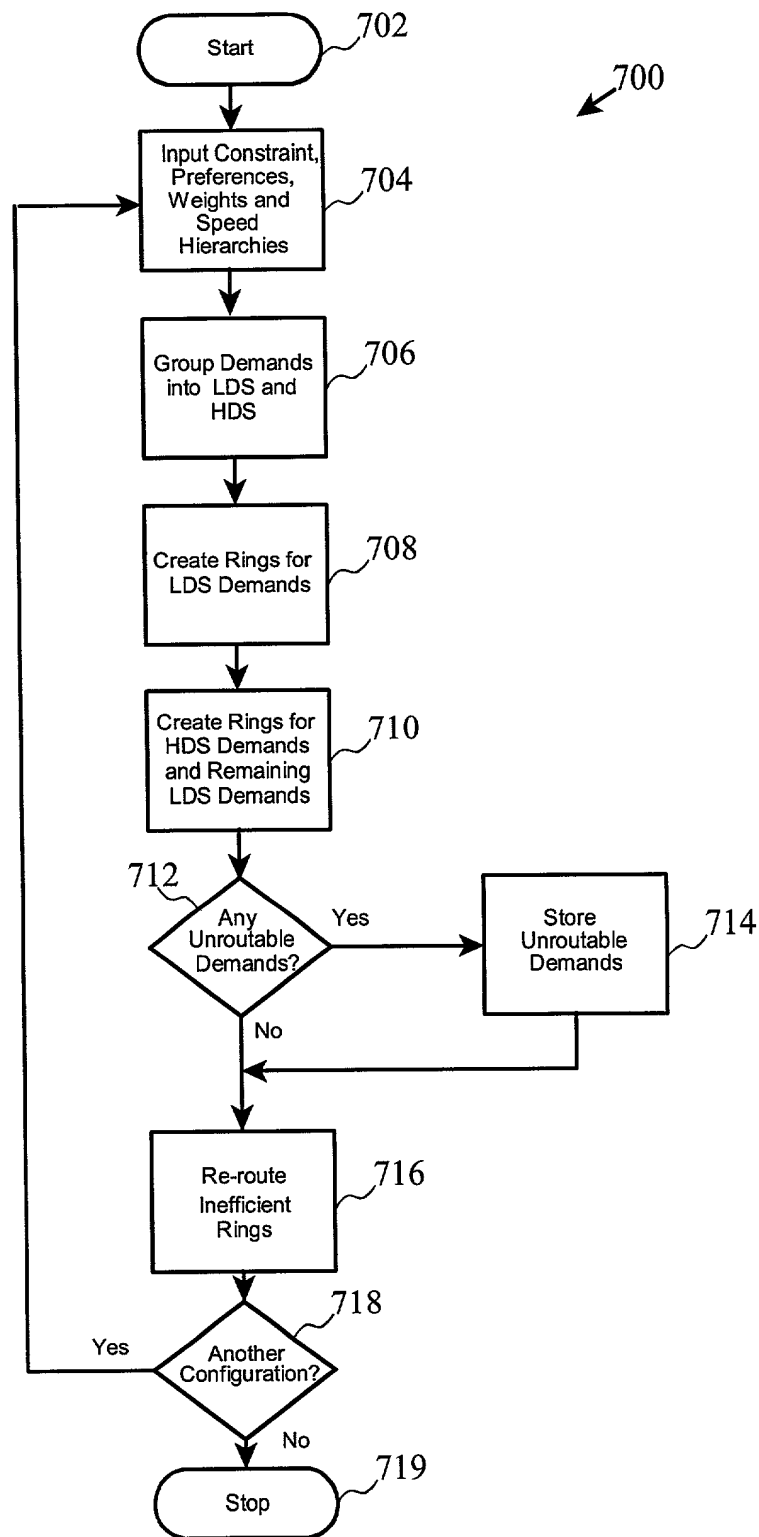 Start
702
700
Input Constraint,
Preferences,
Weights and
Speed
Hierarchies
704
Group Demands
into LDS and
HDS
706
Create Rings for
LDS Demands
708
Create Rings for
HDS Demands
and Remaining
LDS Demands
710
712
Any
Unroutable
Demands?
Yes
Store
Unroutable
Demands
714
No
Re-route
Inefficient
Rings
716
718
Yes
Another
Configuration?
No
Stop
719